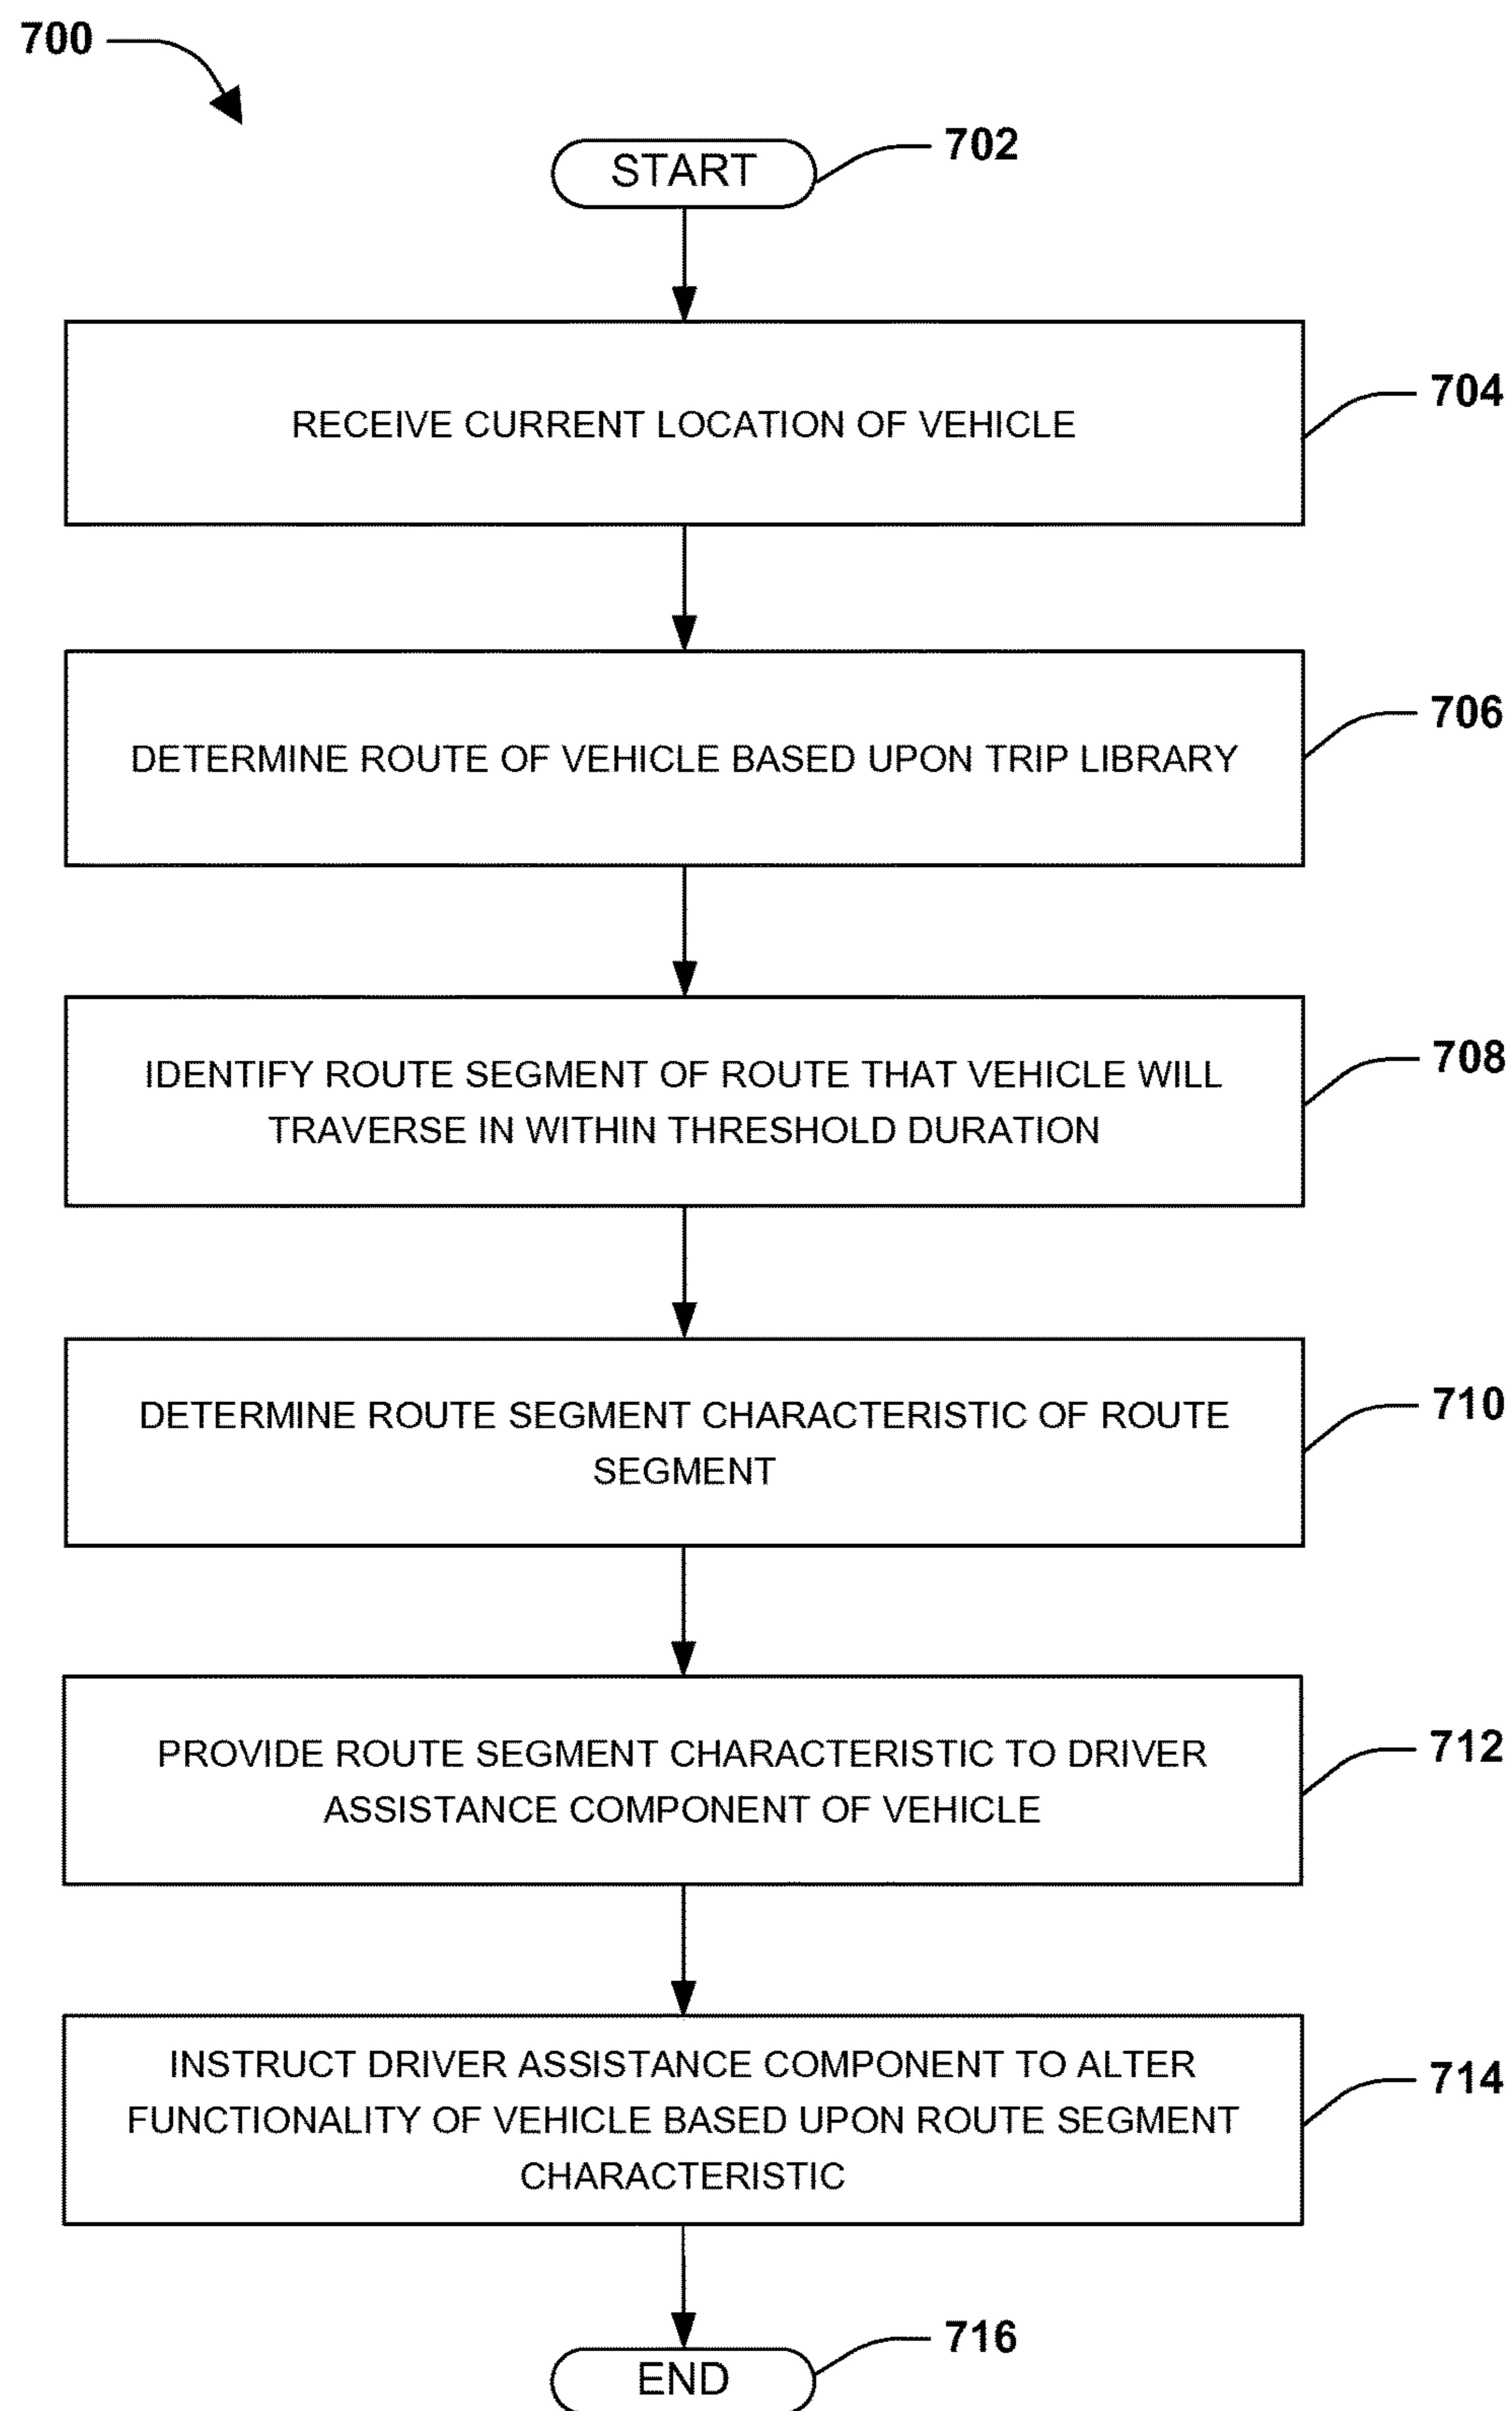 700
START
702
RECEIVE CURRENT LOCATION OF VEHICLE
704
DETERMINE ROUTE OF VEHICLE BASED UPON TRIP LIBRARY
706
IDENTIFY ROUTE SEGMENT OF ROUTE THAT VEHICLE WILL
TRAVERSE IN WITHIN THRESHOLD DURATION
708
DETERMINE ROUTE SEGMENT CHARACTERISTIC OF ROUTE
SEGMENT
710
PROVIDE ROUTE SEGMENT CHARACTERISTIC TO DRIVER
ASSISTANCE COMPONENT OF VEHICLE
712
INSTRUCT DRIVER ASSISTANCE COMPONENT TO ALTER
FUNCTIONALITY OF VEHICLE BASED UPON ROUTE SEGMENT
CHARACTERISTIC
714
END
716